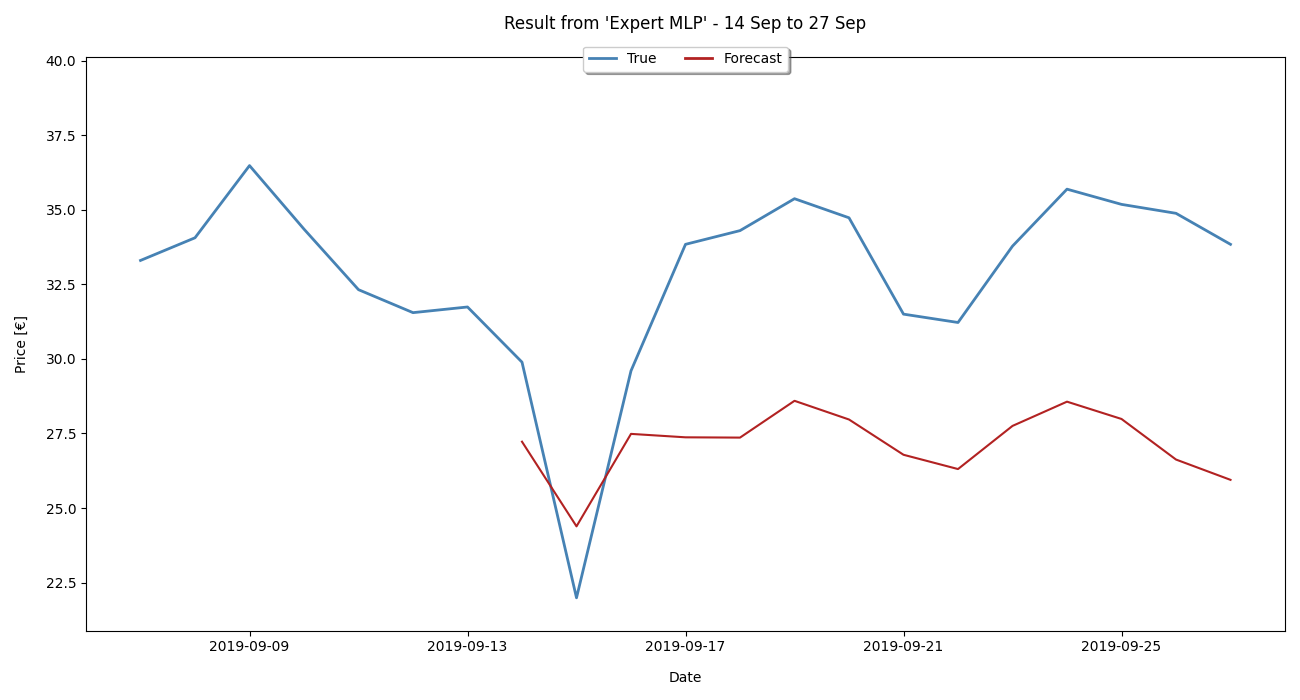 Result from 'Expert MLP' - 14 Sep to 27 Sep
True Forecast
40.0
37.5
35.0
32.5
30.0
27.5
25.0
22.5
Price [€]
2019-09-09 2019-09-13 2019-09-17 2019-09-21 2019-09-25
Date